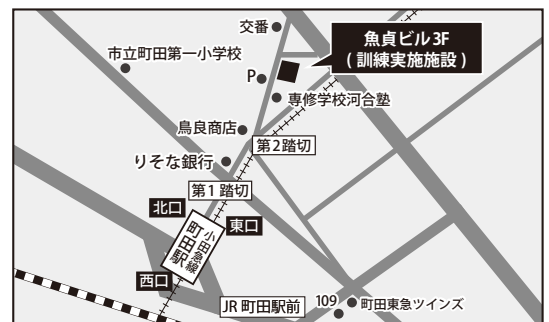 交番
魚貞ビル3F
(訓練実施施設)
市立町田第一小学校
P
専修学校河合塾
鳥良商店
第2踏切
りそな銀行
第1踏切
北口
東口
小田急線
町田駅
西口
JR 町田駅前
109
町田東急ツインズ